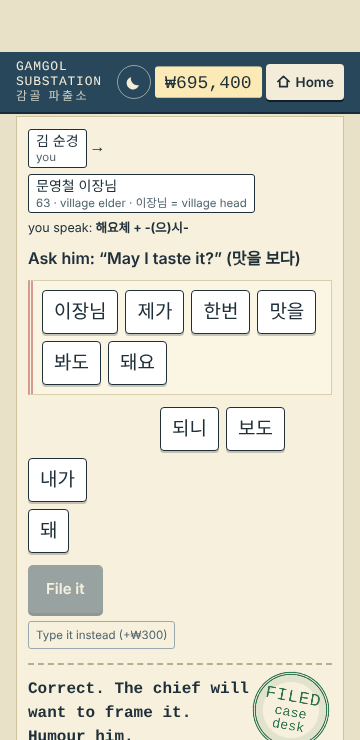 GAMGOL
SUBSTATION
감골 파출소
₩695,400
Home
김 순경
you
→
문영철 이장님
63 · village elder · 이장님 = village head
you speak: 해요체 + -(으)시-
Ask him: “May I taste it?” (맛을 보다)
이장님 제가 한번 맛을
봐도 돼요
되니 보도
내가
돼
File it
Type it instead (+₩300)
Correct. The chief will
want to frame it.
Humour him.
FILED
case
desk